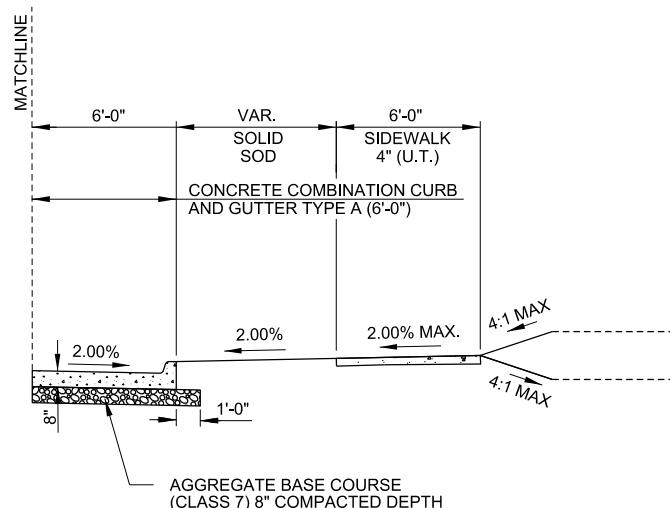 MATCHLINE
6'-0"
VAR.
6'-0"
SOLID
SOD
SIDEWALK
4" (U.T.)
CONCRETE COMBINATION CURB
AND GUTTER TYPE A (6'-0")
2.00%
2.00%
2.00% MAX.
4:1 MAX
4:1 MAX
8"
1'-0"
AGGREGATE BASE COURSE
(CLASS 7) 8" COMPACTED DEPTH